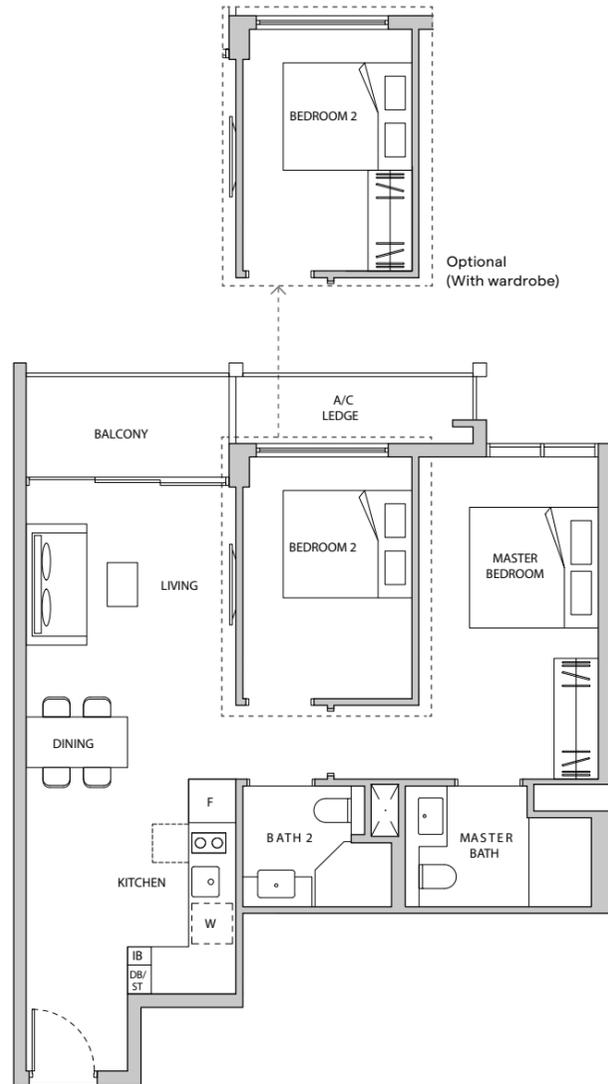 BEDROOM 2
Optional
(With wardrobe)
A/C
LEDGE
BALCONY
BEDROOM 2
MASTER
BEDROOM
LIVING
DINING
F
BATH 2
MASTER
BATH
KITCHEN
W
IB
DB/
ST